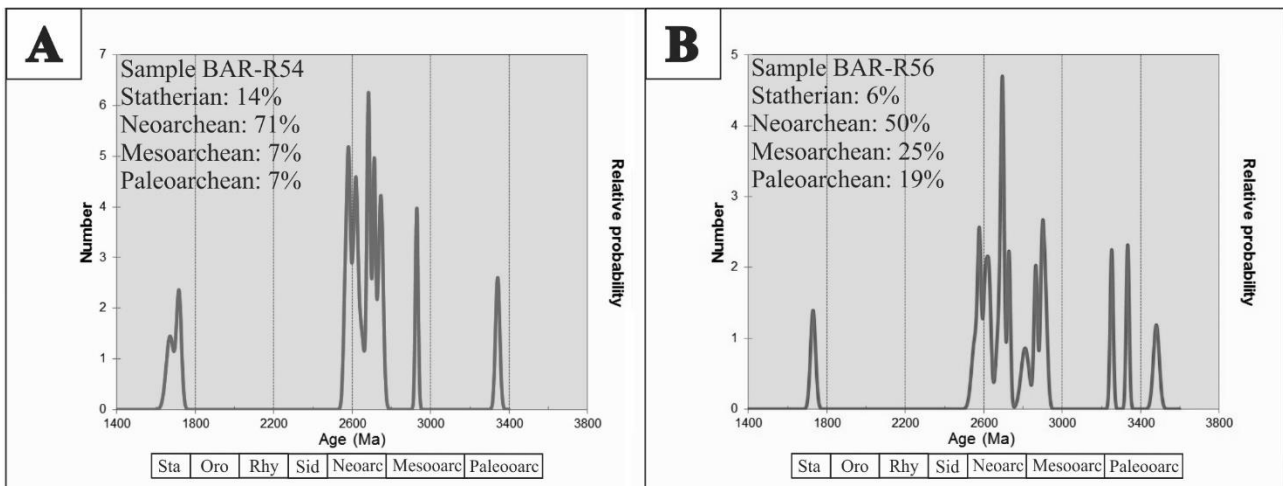 A
Sample BAR-R54
Statherian: 14%
Neoarchean: 71%
Mesoarchean: 7%
Paleoarchean: 7%
7
6
5
4
3
2
1
0
Number
Relative probability
1400 1800 2200 2600 3000 3400 3800
Age (Ma)
Sta Oro Rhy Sid Neoarc Mesooarc Paleooarc
B
Sample BAR-R56
Statherian: 6%
Neoarchean: 50%
Mesoarchean: 25%
Paleoarchean: 19%
5
4
3
2
1
0
Number
Relative probability
1400 1800 2200 2600 3000 3400 3800
Age (Ma)
Sta Oro Rhy Sid Neoarc Mesooarc Paleooarc